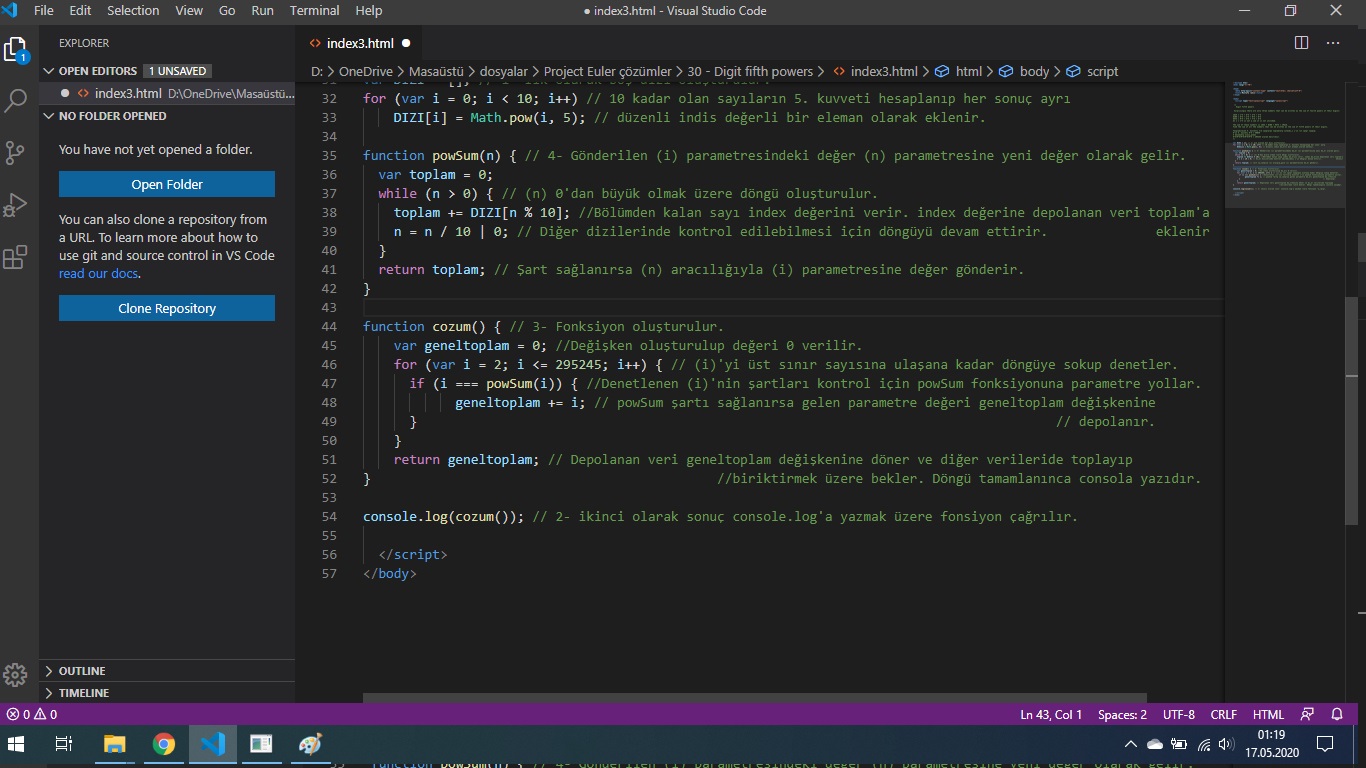 File Edit Selection View Go Run Terminal Help
● index3.html - Visual Studio Code
EXPLORER
OPEN EDITORS 1 UNSAVED
● <> index3.html D:\OneDrive\Masaüstü...
NO FOLDER OPENED
You have not yet opened a folder.
Open Folder
You can also clone a repository from
a URL. To learn more about how to
use git and source control in VS Code
read our docs.
Clone Repository
OUTLINE
TIMELINE
<> index3.html ●
D: > OneDrive > Masaüstü > dosyalar > Project Euler çözümler > 30 - Digit fifth powers > <> index3.html > html > body > script
32 for (var i = 0; i < 10; i++) // 10 kadar olan sayıların 5. kuvveti hesaplanıp her sonuç ayrı
33 DIZI[i] = Math.pow(i, 5); // düzenli indis değerli bir eleman olarak eklenir.
34
35 function powSum(n) { // 4- Gönderilen (i) parametresindeki değer (n) parametresine yeni değer olarak gelir.
36 var toplam = 0;
37 while (n > 0) { // (n) 0'dan büyük olmak üzere döngü oluşturulur.
38 toplam += DIZI[n % 10]; //Bölümden kalan sayı index değerini verir. index değerine depolanan veri toplam'a
39 n = n / 10 | 0; // Diğer dizilerinde kontrol edilebilmesi için döngüyü devam ettirir. eklenir
40 }
41 return toplam; // Şart sağlanırsa (n) aracılığıyla (i) parametresine değer gönderir.
42 }
43
44 function cozum() { // 3- Fonksiyon oluşturulur.
45 var geneltoplam = 0; //Değişken oluşturulup değeri 0 verilir.
46 for (var i = 2; i <= 295245; i++) { // (i)'yi üst sınır sayısına ulaşana kadar döngüye sokup denetler.
47 if (i === powSum(i)) { //Denetlenen (i)'nin şartları kontrol için powSum fonksiyonuna parametre yollar.
48 geneltoplam += i; // powSum şartı sağlanırsa gelen parametre değeri geneltoplam değişkenine
49 } // depolanır.
50 }
51 return geneltoplam; // Depolanan veri geneltoplam değişkenine döner ve diğer verileride toplayıp
52 } //biriktirmek üzere bekler. Döngü tamamlanınca consola yazıdır.
53
54 console.log(cozum()); // 2- ikinci olarak sonuç console.log'a yazmak üzere fonsiyon çağrılır.
55
56 </script>
57 </body>
0 0
Ln 43, Col 1 Spaces: 2 UTF-8 CRLF HTML
01:19
17.05.2020